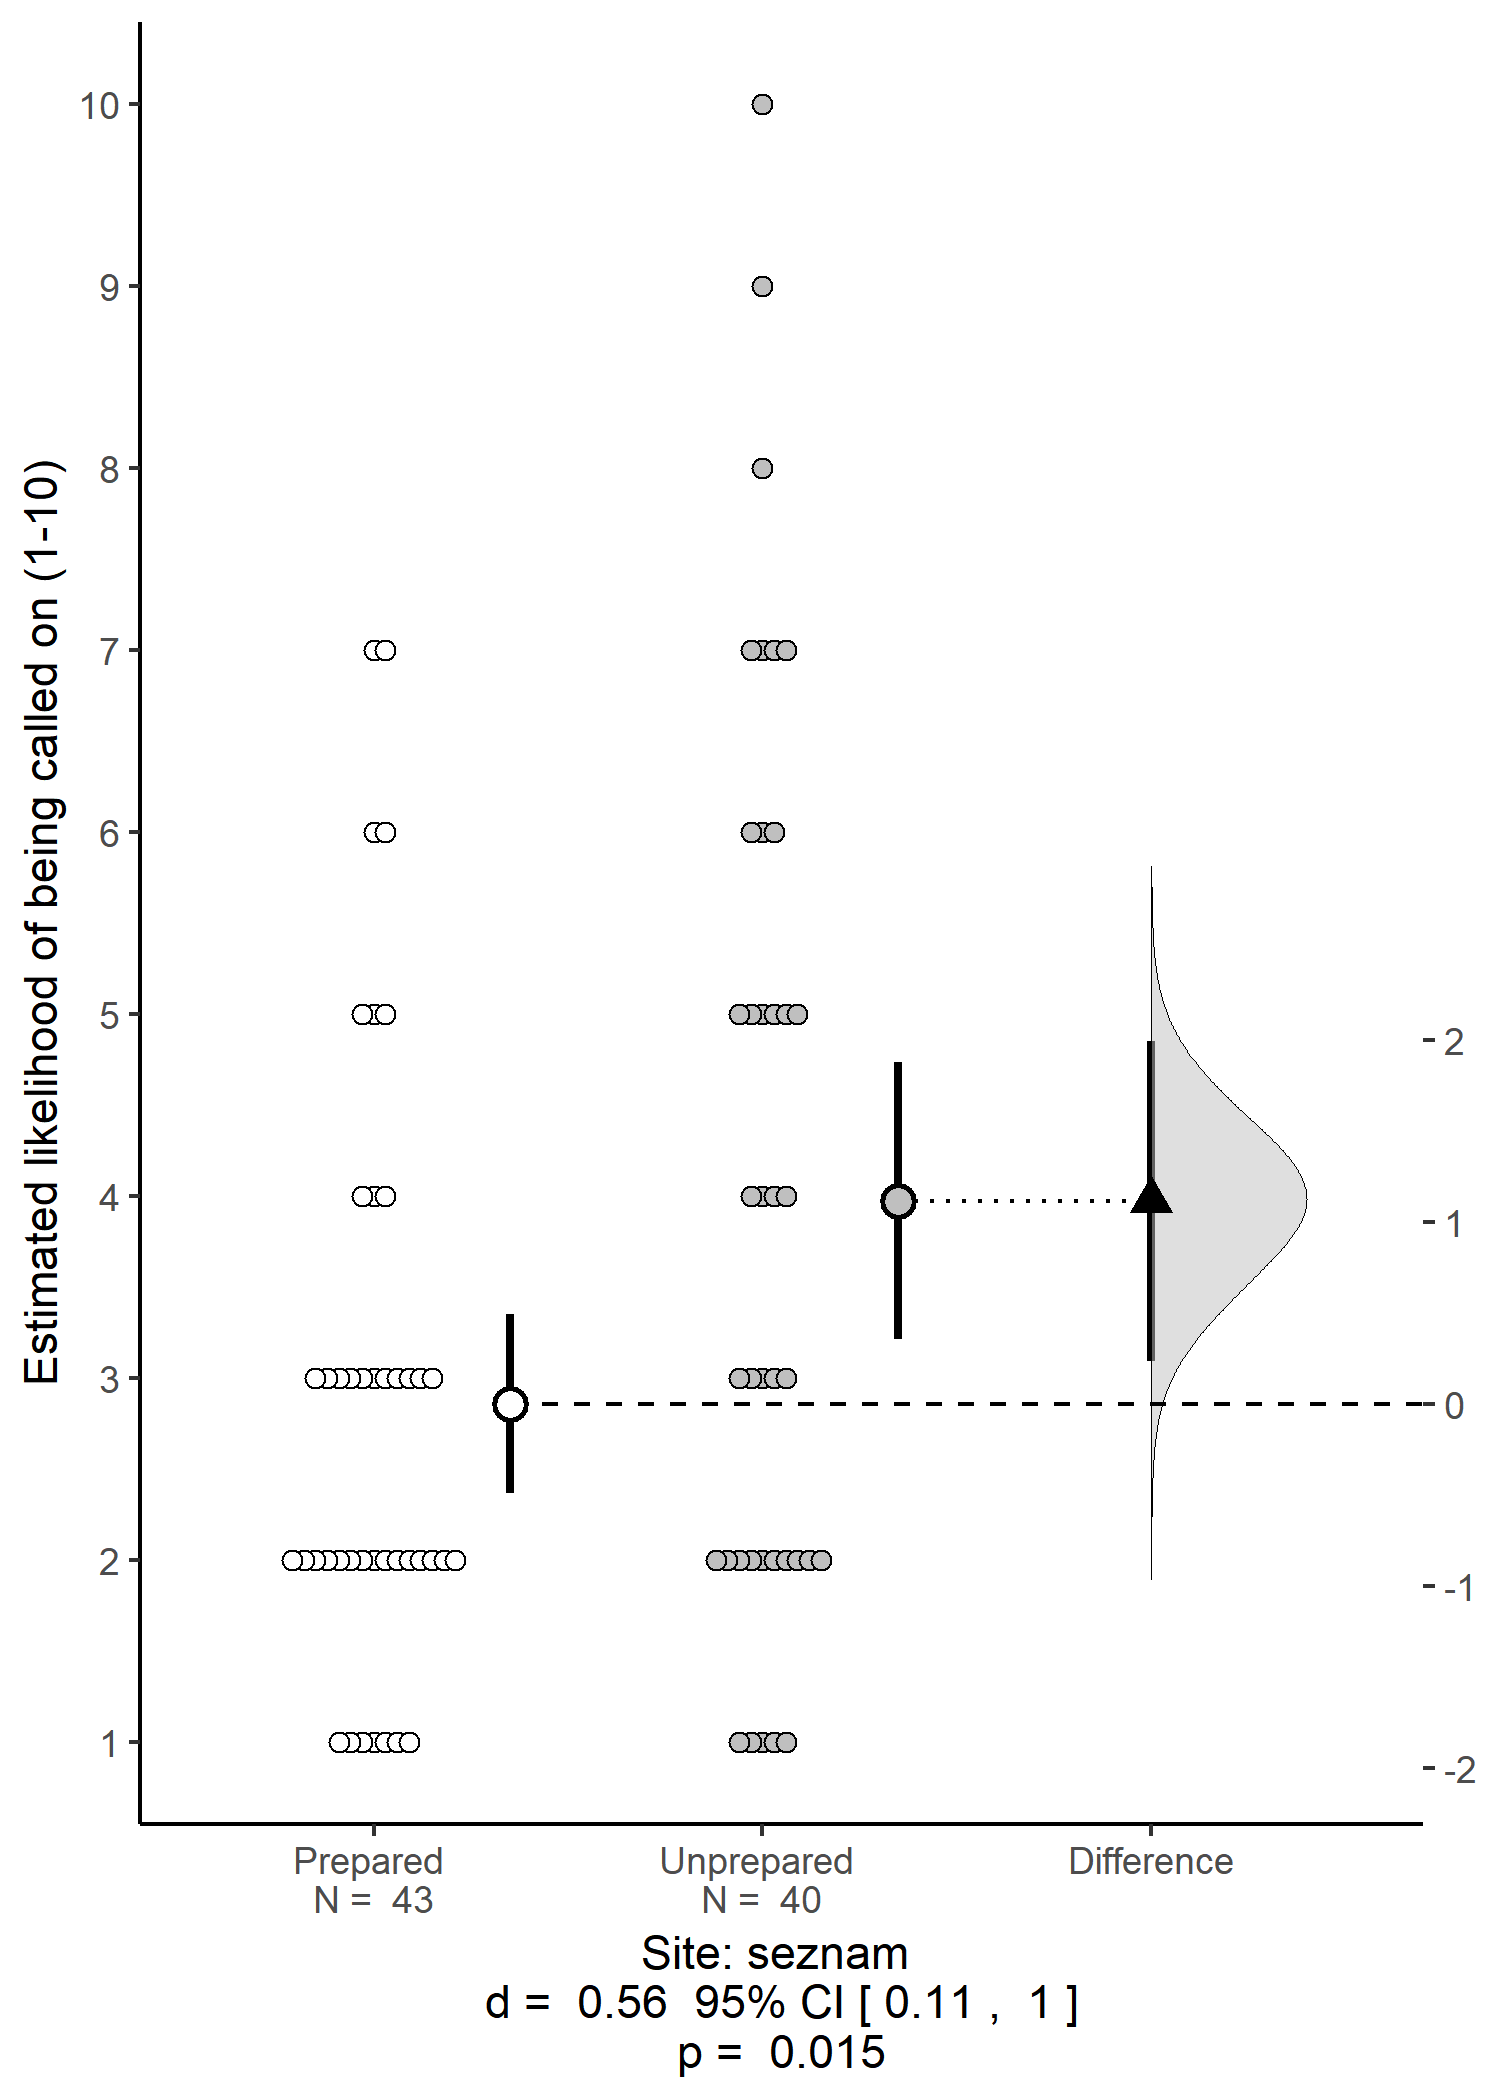 Estimated likelihood of being called on (1-10)
10
9
8
7
6
5
4
3
2
1
2
1
0
-1
-2
Prepared
N = 43
Unprepared
N = 40
Difference
Site: seznam
d = 0.56 95% CI [ 0.11 , 1 ]
p = 0.015